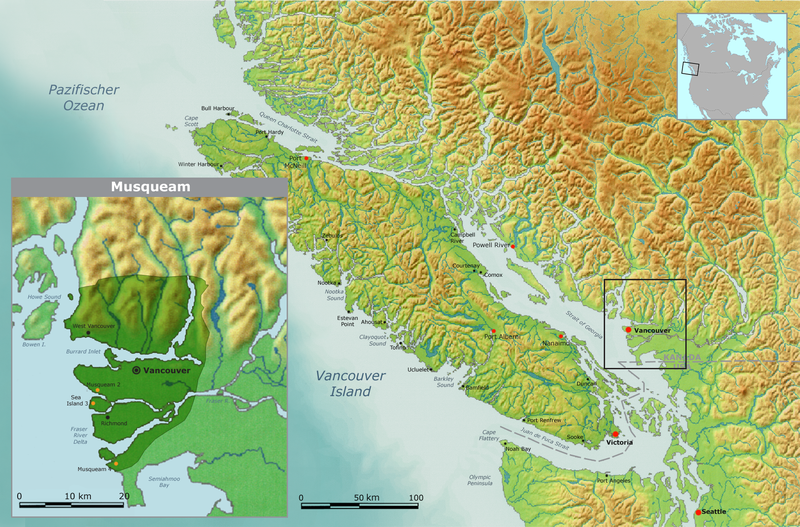 Pazifischer
Ozean
Bull Harbour
Cape
Scott
Queen Charlotte Strait
Port Hardy
Winter Harbour
Port
McNeill
Zeballos
Campbell
River
Powell River
Courtenay
Comox
Nootka
Nootka
Sound
Estevan
Point
Ahousat
Clayoquot
Sound
Tofino
Strait of Georgia
Port Alberni
Nanaimo
Vancouver
KANADA
Ucluelet
Barkley
Sound
Bamfield
Duncan
Vancouver
Island
Port Renfrew
Juan de Fuca Strait
Sooke
Victoria
Cape
Flattery
Noah Bay
Olympic
Peninsula
Port Angeles
Seattle
0
50 km
100
Musqueam
Howe Sound
West Vancouver
Bowen I.
Burrard Inlet
Vancouver
Musqueam 2
Sea
Island 3
Richmond
Fraser R.
Fraser
River
Delta
Musqueam 4
Semiahmoo
Bay
0
10 km
20